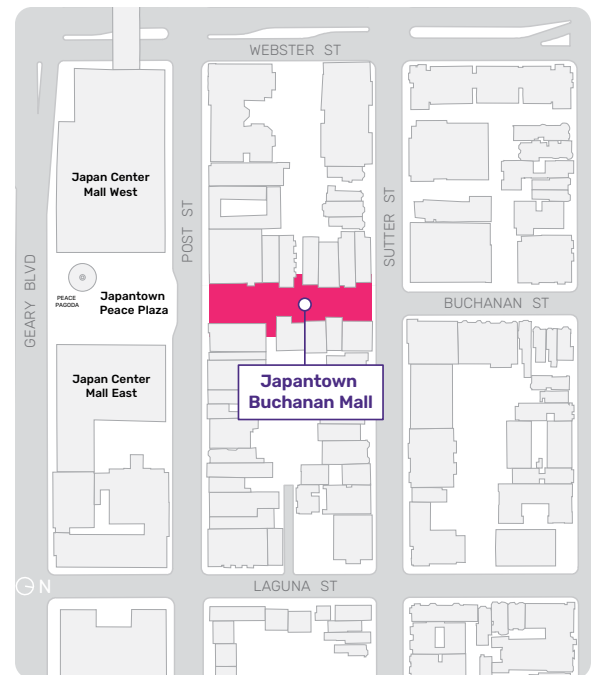 WEBSTER ST
Japan Center
Mall West
POST ST
SUTTER ST
GEARY BLVD
PEACE
PAGODA
Japantown
Peace Plaza
BUCHANAN ST
Japan Center
Mall East
Japantown
Buchanan Mall
N
LAGUNA ST